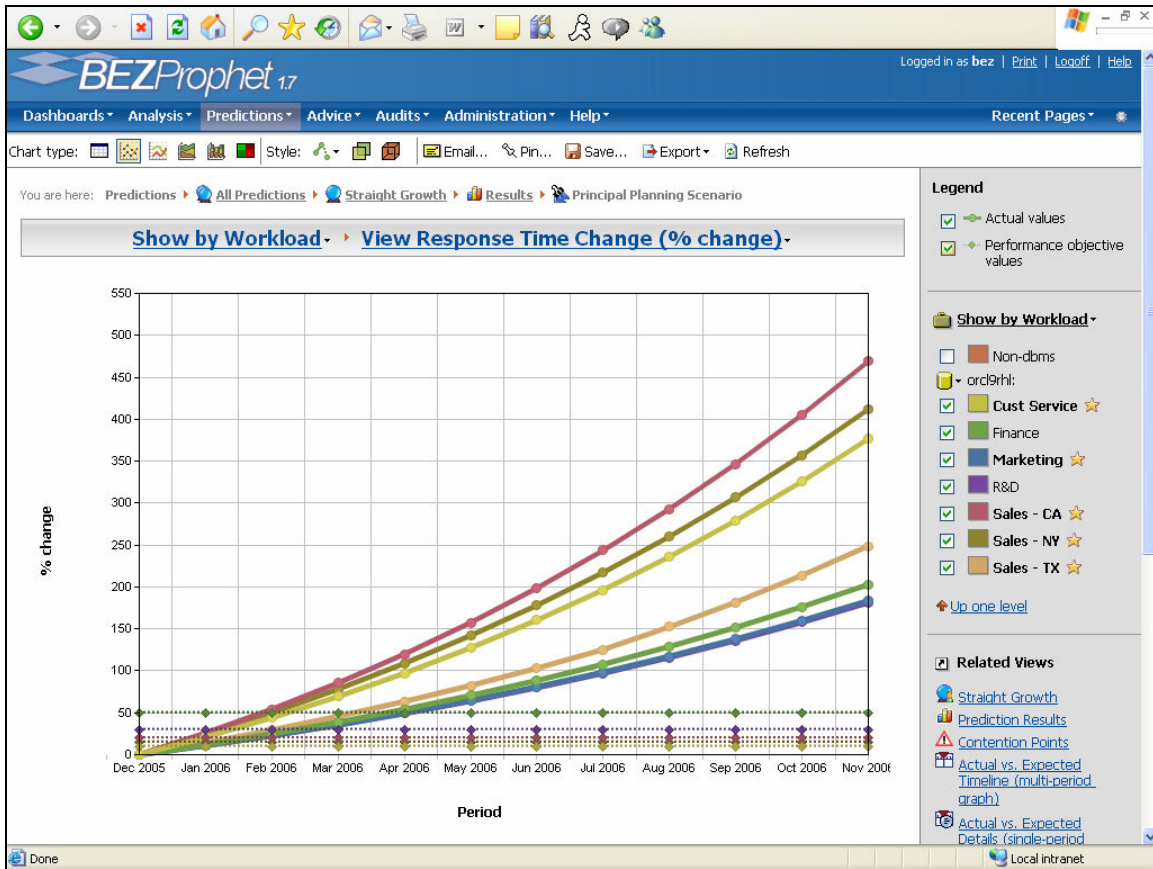 BEZProphet 1.7
Logged in as bez | Print | Logoff | Help
Dashboards Analysis Predictions Advice Audits Administration Help Recent Pages
Chart type: Style: Email... Pin... Save... Export Refresh
You are here: Predictions All Predictions Straight Growth Results Principal Planning Scenario
Show by Workload View Response Time Change (% change)
550
500
450
400
350
300
250
200
150
100
50
0
% change
Dec 2005 Jan 2006 Feb 2006 Mar 2006 Apr 2006 May 2006 Jun 2006 Jul 2006 Aug 2006 Sep 2006 Oct 2006 Nov 2006
Period
Legend
Actual values
Performance objective
values
Show by Workload
Non-dbms
orcl9rhl:
Cust Service
Finance
Marketing
R&D
Sales - CA
Sales - NY
Sales - TX
Up one level
Related Views
Straight Growth
Prediction Results
Contention Points
Actual vs. Expected
Timeline (multi-period
graph)
Actual vs. Expected
Details (single-period
Done Local intranet